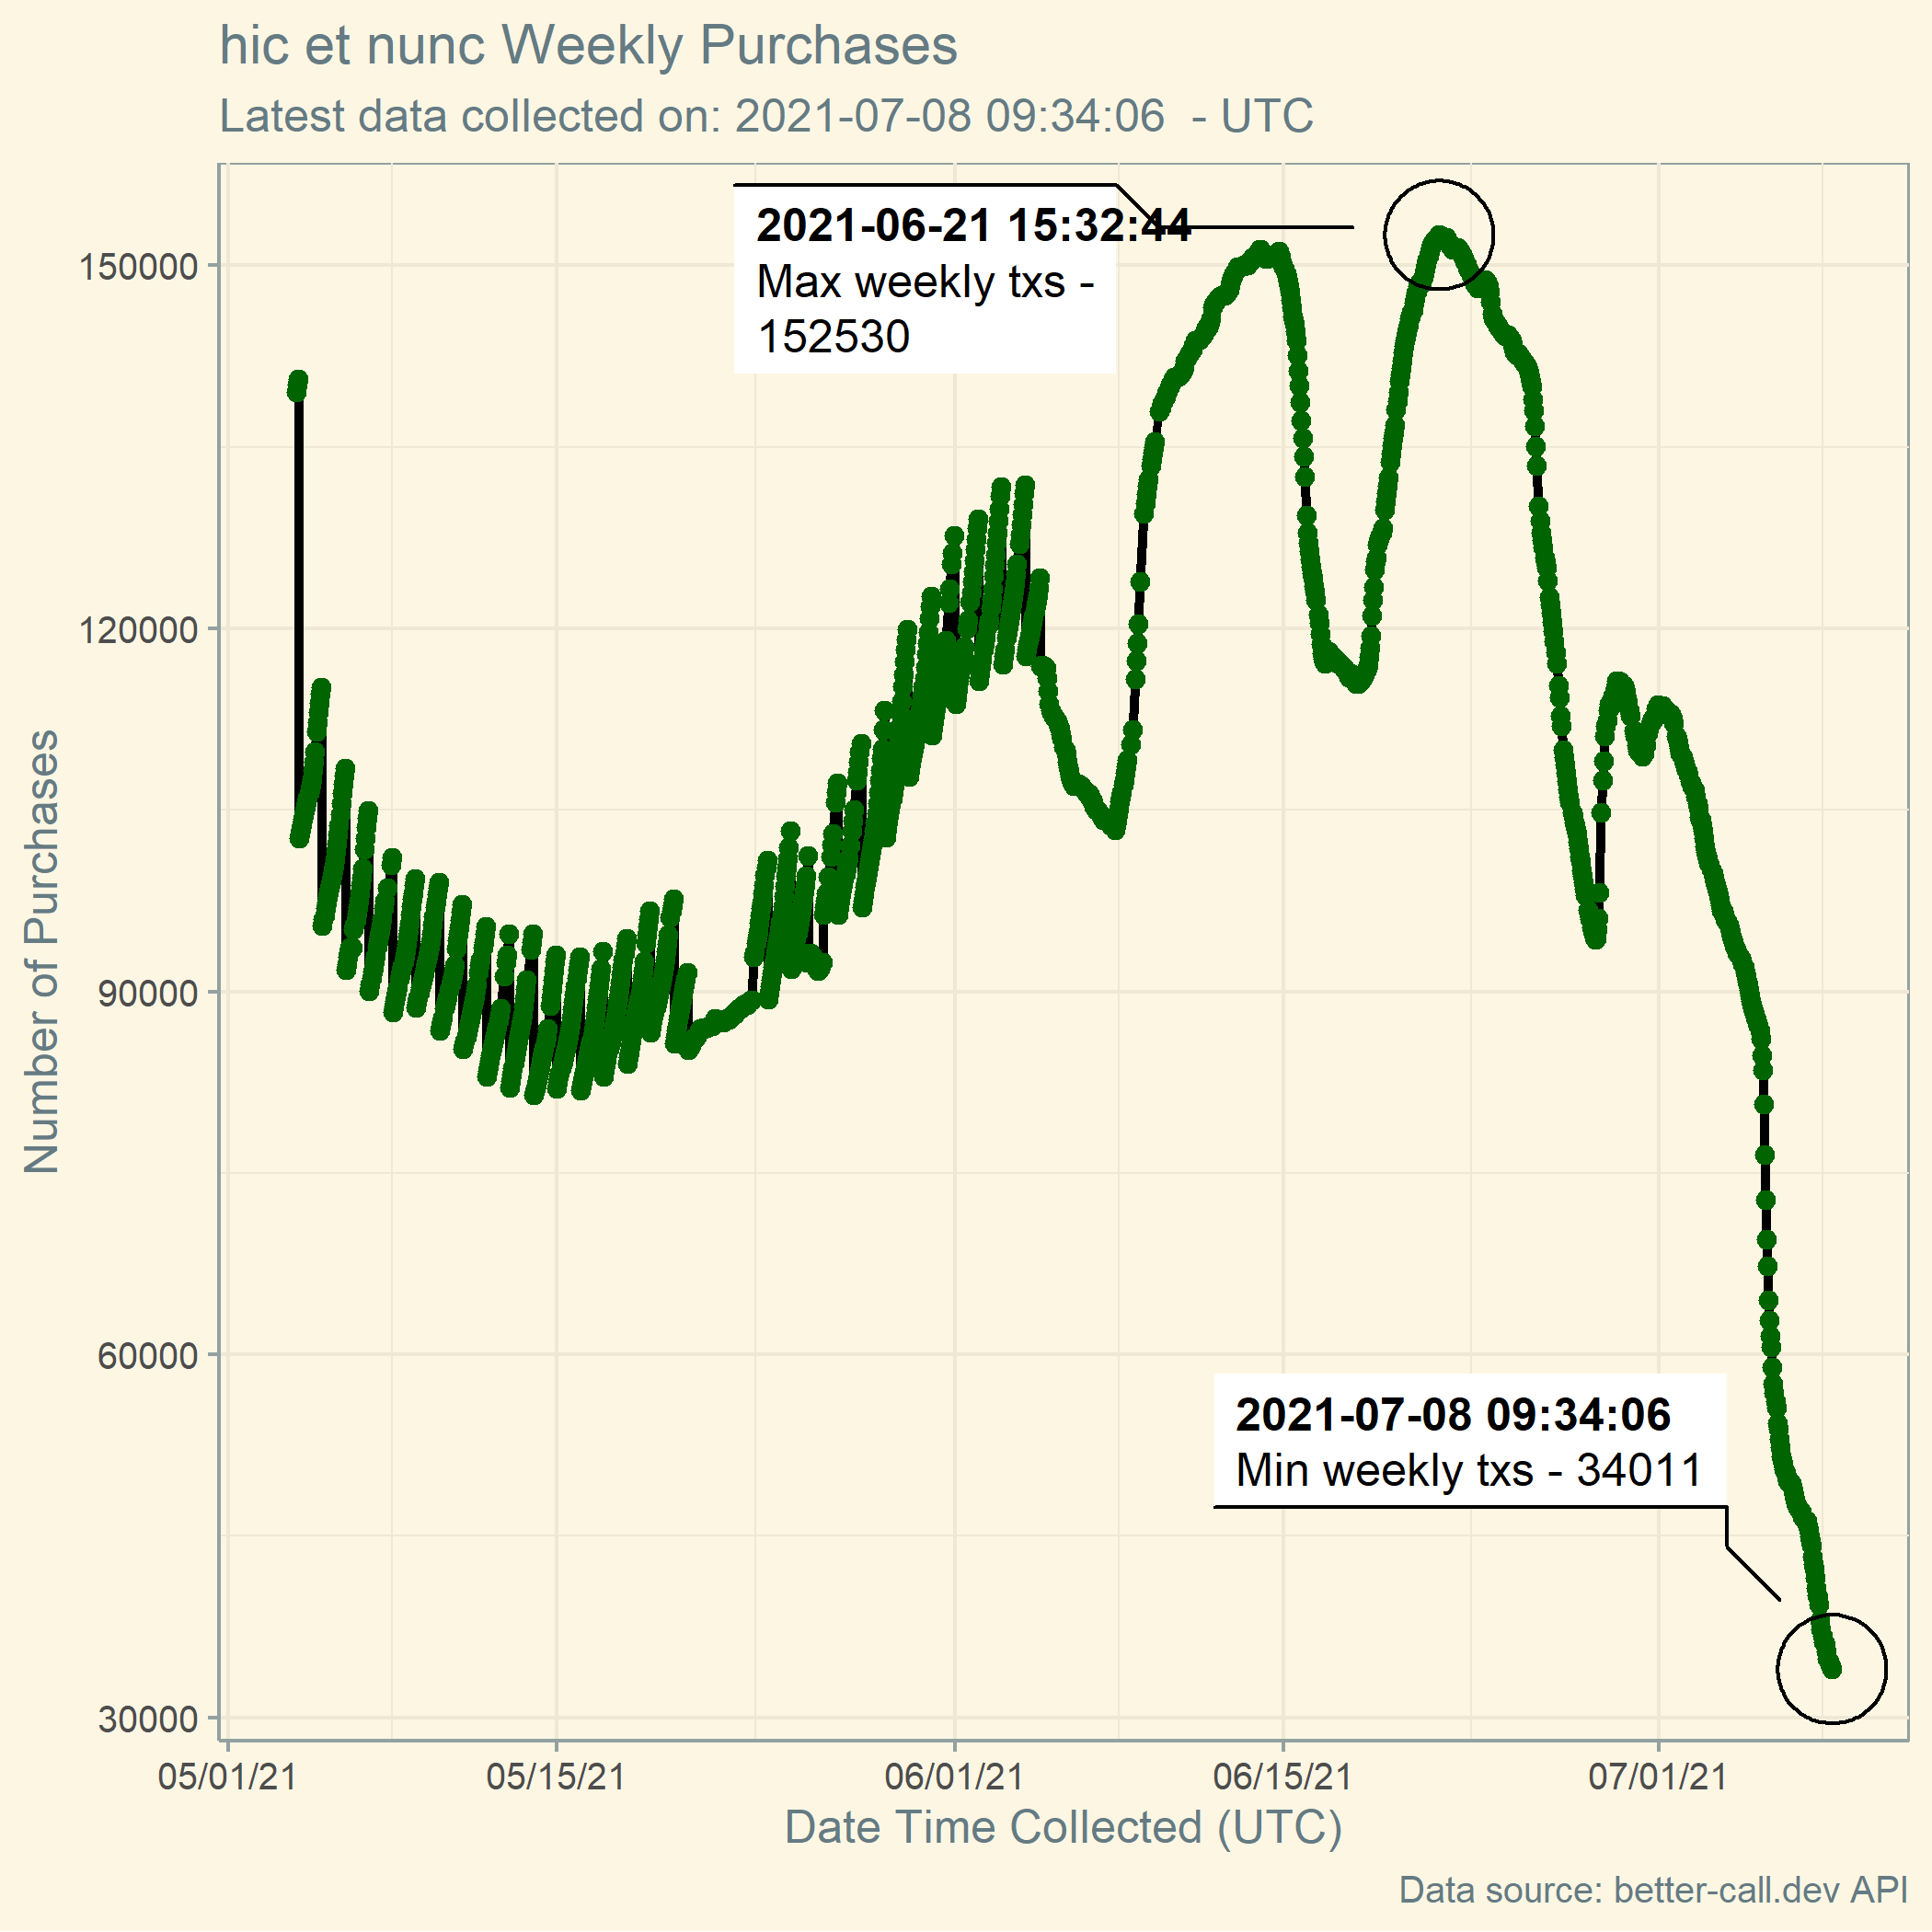 hic et nunc Weekly Purchases
Latest data collected on: 2021-07-08 09:34:06  - UTC
2021-06-21 15:32:44
Max weekly txs -
152530
150000
120000
90000
60000
30000
Number of Purchases
2021-07-08 09:34:06
Min weekly txs - 34011
05/01/21 05/15/21 06/01/21 06/15/21 07/01/21
Date Time Collected (UTC)
Data source: better-call.dev API